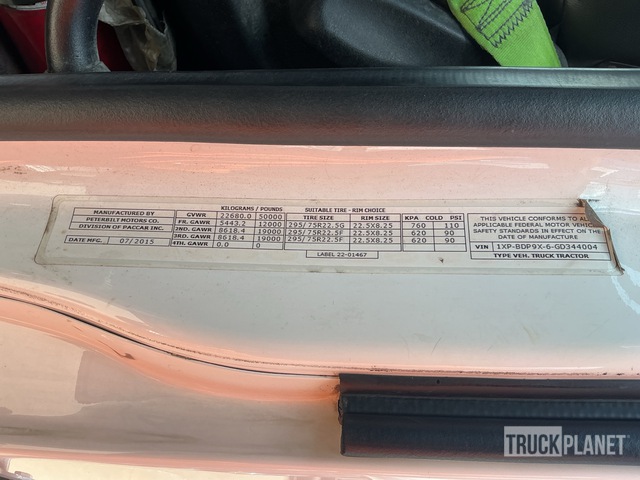 MANUFACTURED BY
PETERBILT MOTORS CO.
DIVISION OF PACCAR INC.
DATE MFG. 07/2015
KILOGRAMS / POUNDS
GVWR 22680.0 50000
FR. GAWR 5443.2 12000
2ND. GAWR 8618.4 19000
3RD. GAWR 8618.4 19000
4TH. GAWR 0.0 0
SUITABLE TIRE - RIM CHOICE
TIRE SIZE RIM SIZE KPA COLD PSI
295/75R22.5G 22.5X8.25 760 110
295/75R22.5F 22.5X8.25 620 90
295/75R22.5F 22.5X8.25 620 90
LABEL 22-01467
THIS VEHICLE CONFORMS TO ALL
APPLICABLE FEDERAL MOTOR VEHICLE
SAFETY STANDARDS IN EFFECT ON THE
DATE OF MANUFACTURE
VIN 1XP-BDP9X-6-GD344004
TYPE VEH. TRUCK TRACTOR
TRUCKPLANET